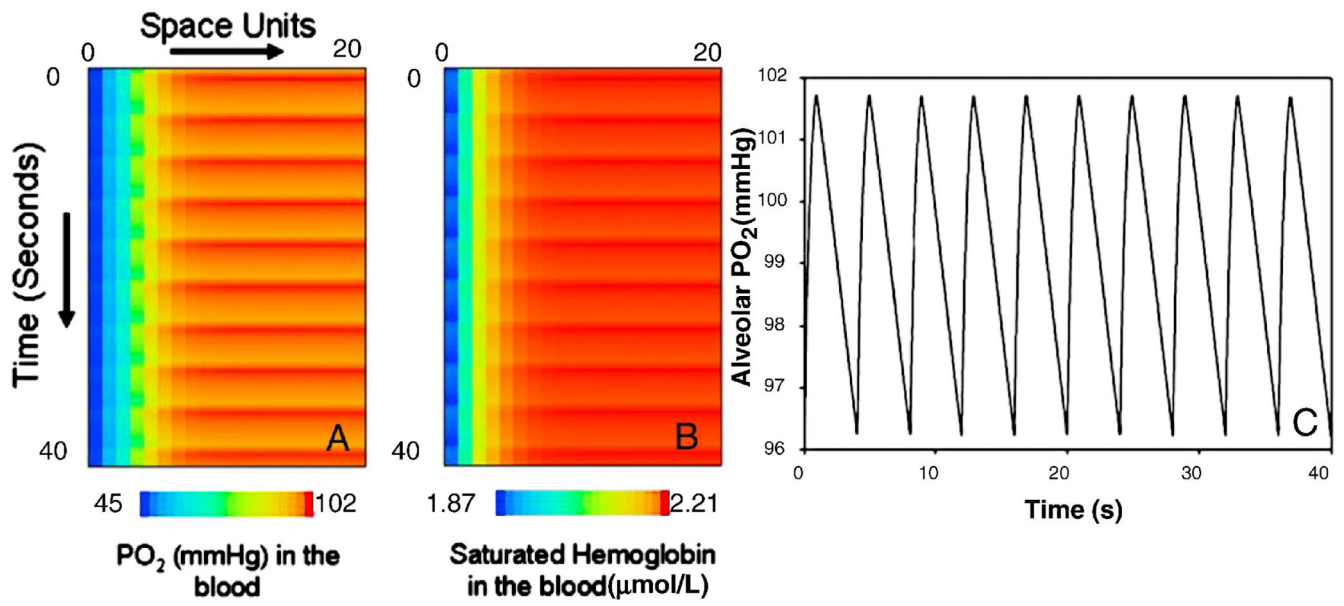 Space Units
0 20
0
40
Time (Seconds)
A
45 102
PO2 (mmHg) in the
blood
0 20
0
40
B
1.87 2.21
Saturated Hemoglobin
in the blood(μmol/L)
102
101
100
99
98
97
96
Alveolar PO2(mmHg)
C
0 10 20 30 40
Time (s)